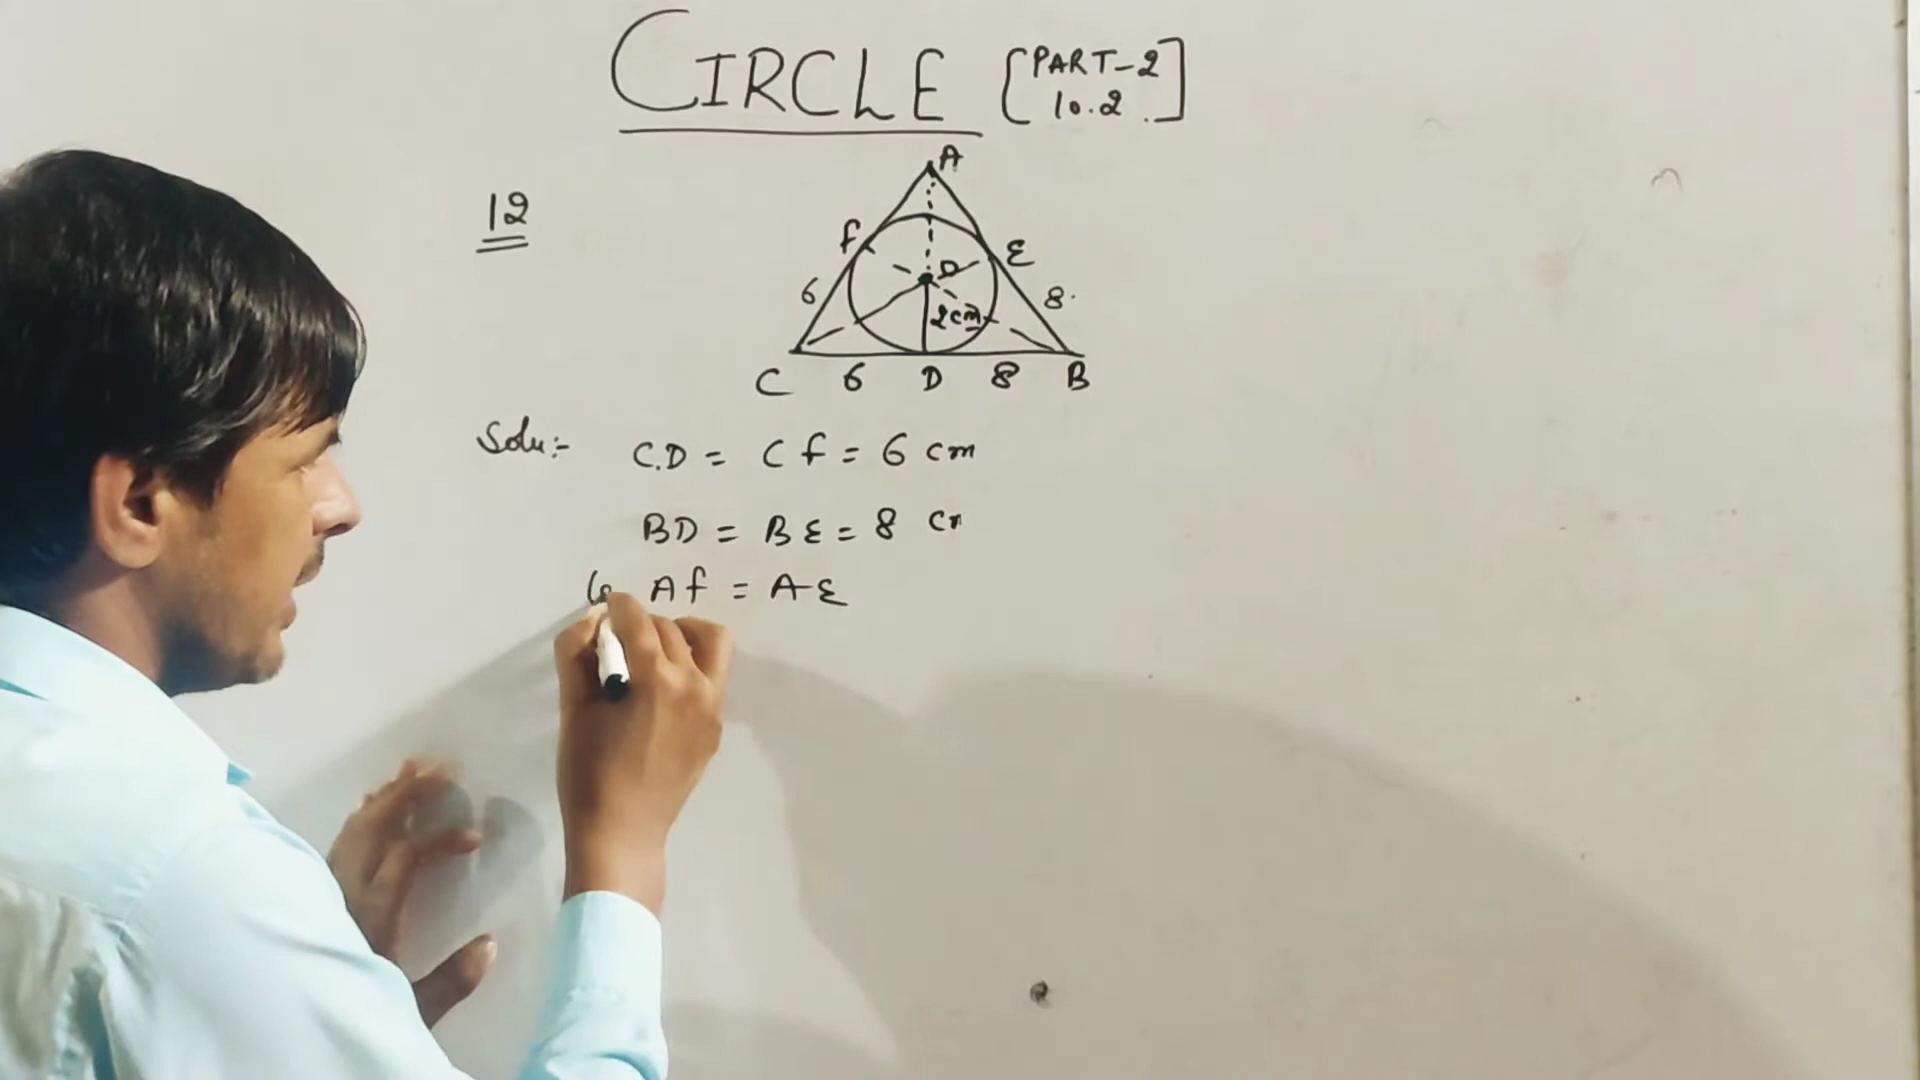 CIRCLE [PART-2
10.2.]
12
A
F
E
O
6
8.
2cm
C 6 D 8 B
Solu:- C.D = CF = 6 cm
BD = BE = 8 cm
AF = AE